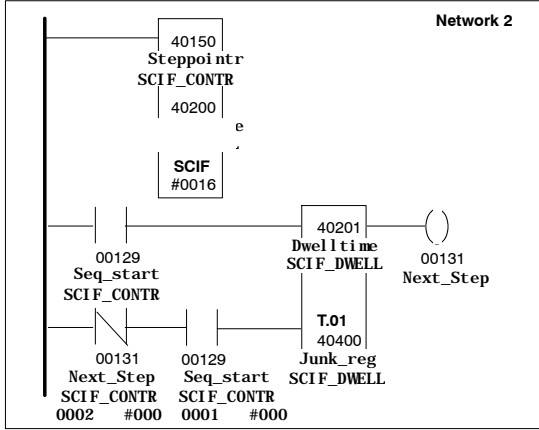 Network 2
40150
Steppointr
SCIF_CONTR
40200
e
SCIF
#0016
40201
00129
Dwelltime
00131
Seq_start
SCIF_DWELL
Next_Step
SCIF_CONTR
T.01
40400
00131
00129
Junk_reg
Next_Step
Seq_start
SCIF_DWELL
SCIF_CONTR
SCIF_CONTR
0002 #000
0001 #000